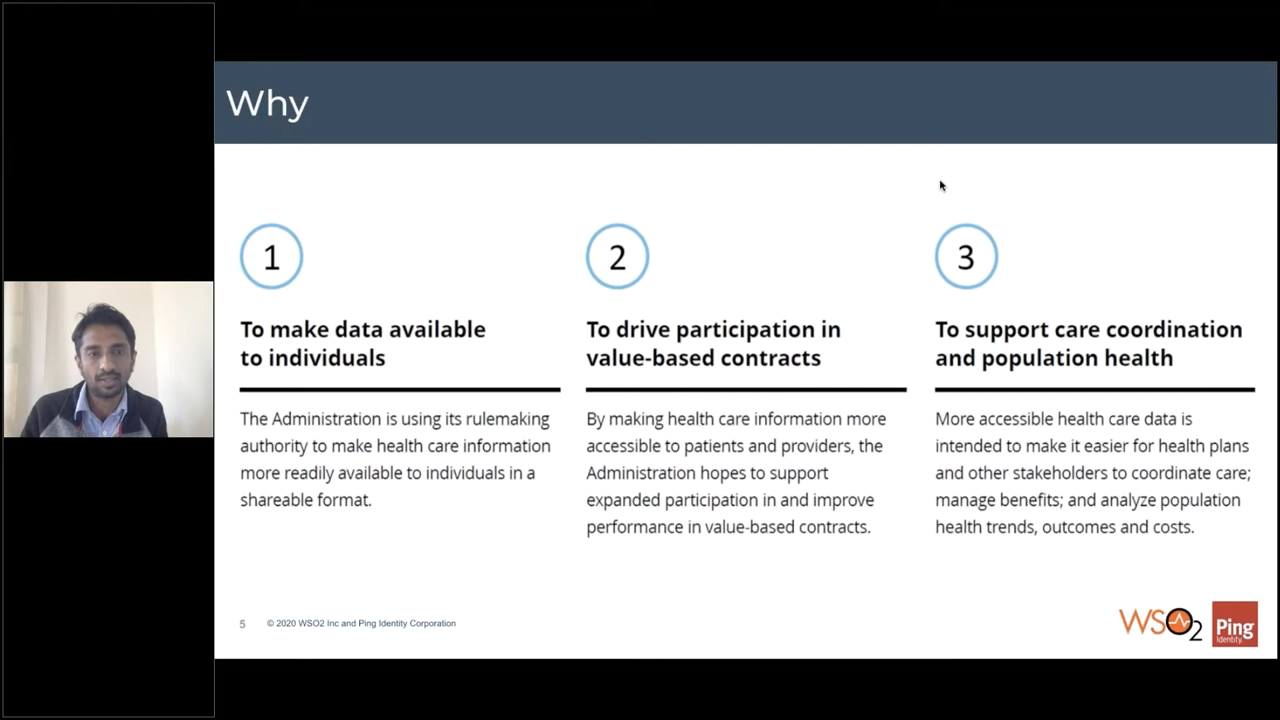 Why
1
To make data available
to individuals
The Administration is using its rulemaking
authority to make health care information
more readily available to individuals in a
shareable format.
2
To drive participation in
value-based contracts
By making health care information more
accessible to patients and providers, the
Administration hopes to support
expanded participation in and improve
performance in value-based contracts.
3
To support care coordination
and population health
More accessible health care data is
intended to make it easier for health plans
and other stakeholders to coordinate care;
manage benefits; and analyze population
health trends, outcomes and costs.
5 © 2020 WSO2 Inc and Ping Identity Corporation
WSO2
Ping
Identity.